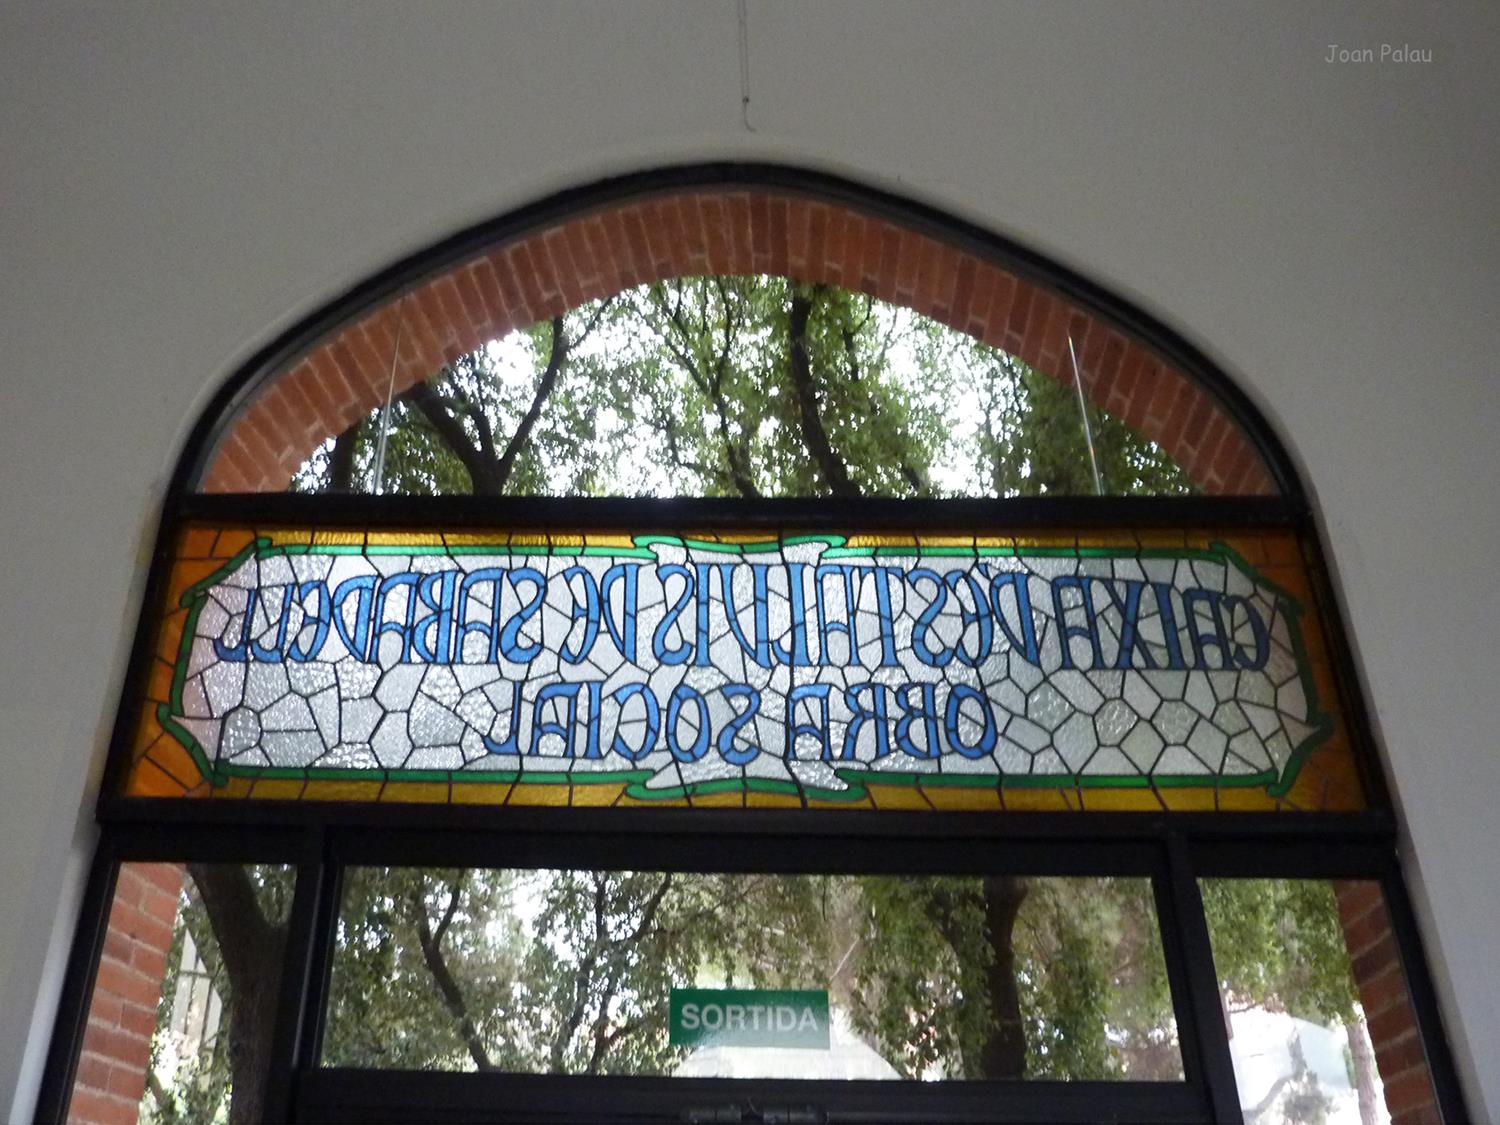 Joan Palau
CAIXA D'ESTALVIS DE SABADELL
OBRA SOCIAL
SORTIDA